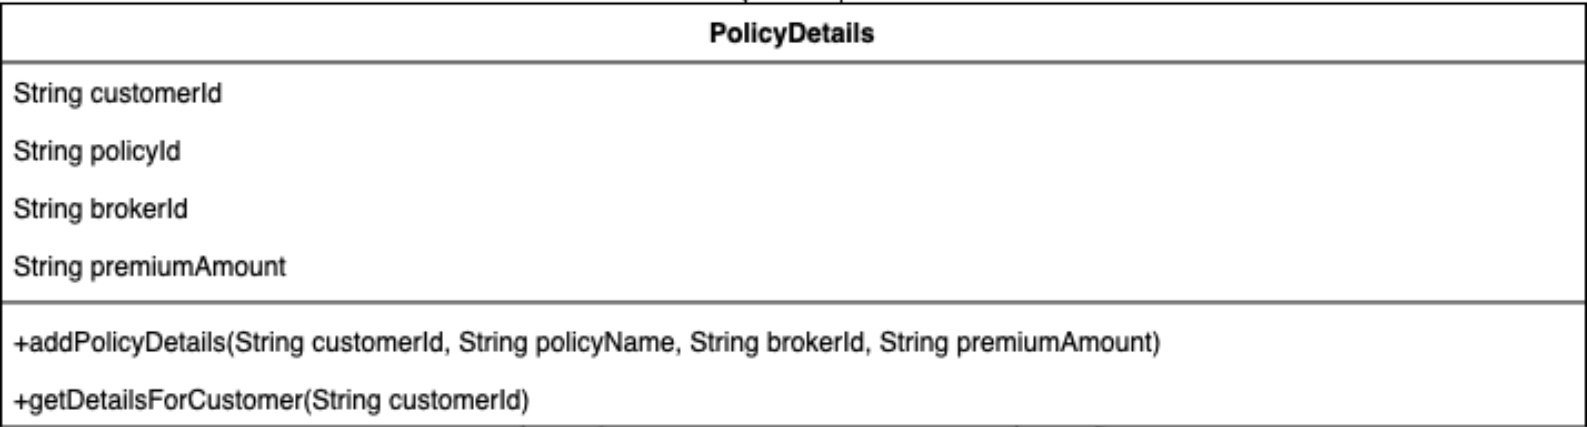 PolicyDetails
String customerId
String policyId
String brokerId
String premiumAmount
+addPolicyDetails(String customerId, String policyName, String brokerId, String premiumAmount)
+getDetailsForCustomer(String customerId)